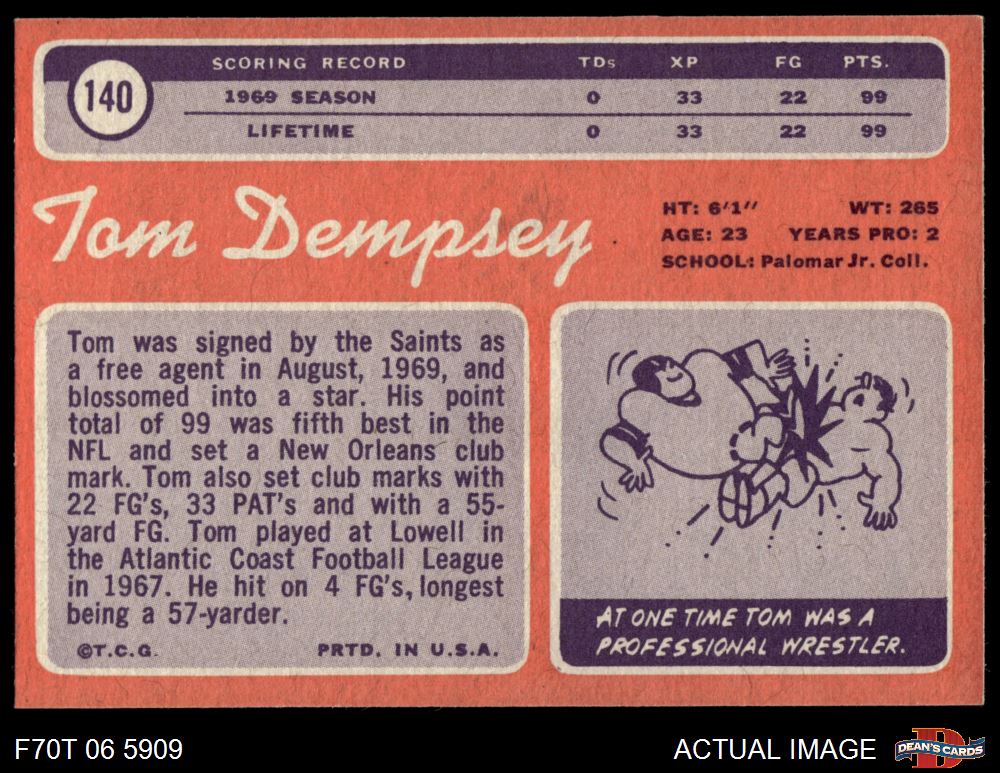 140
SCORING RECORD TDs XP FG PTS.
1969 SEASON 0 33 22 99
LIFETIME 0 33 22 99
Tom Dempsey
HT: 6'1'' WT: 265
AGE: 23 YEARS PRO: 2
SCHOOL: Palomar Jr. Coll.
Tom was signed by the Saints as
a free agent in August, 1969, and
blossomed into a star. His point
total of 99 was fifth best in the
NFL and set a New Orleans club
mark. Tom also set club marks with
22 FG's, 33 PAT's and with a 55-
yard FG. Tom played at Lowell in
the Atlantic Coast Football League
in 1967. He hit on 4 FG's, longest
being a 57-yarder.
©T.C.G. PRTD. IN U.S.A.
AT ONE TIME TOM WAS A
PROFESSIONAL WRESTLER.
F70T 06 5909 ACTUAL IMAGE
D
DEAN'S CARDS